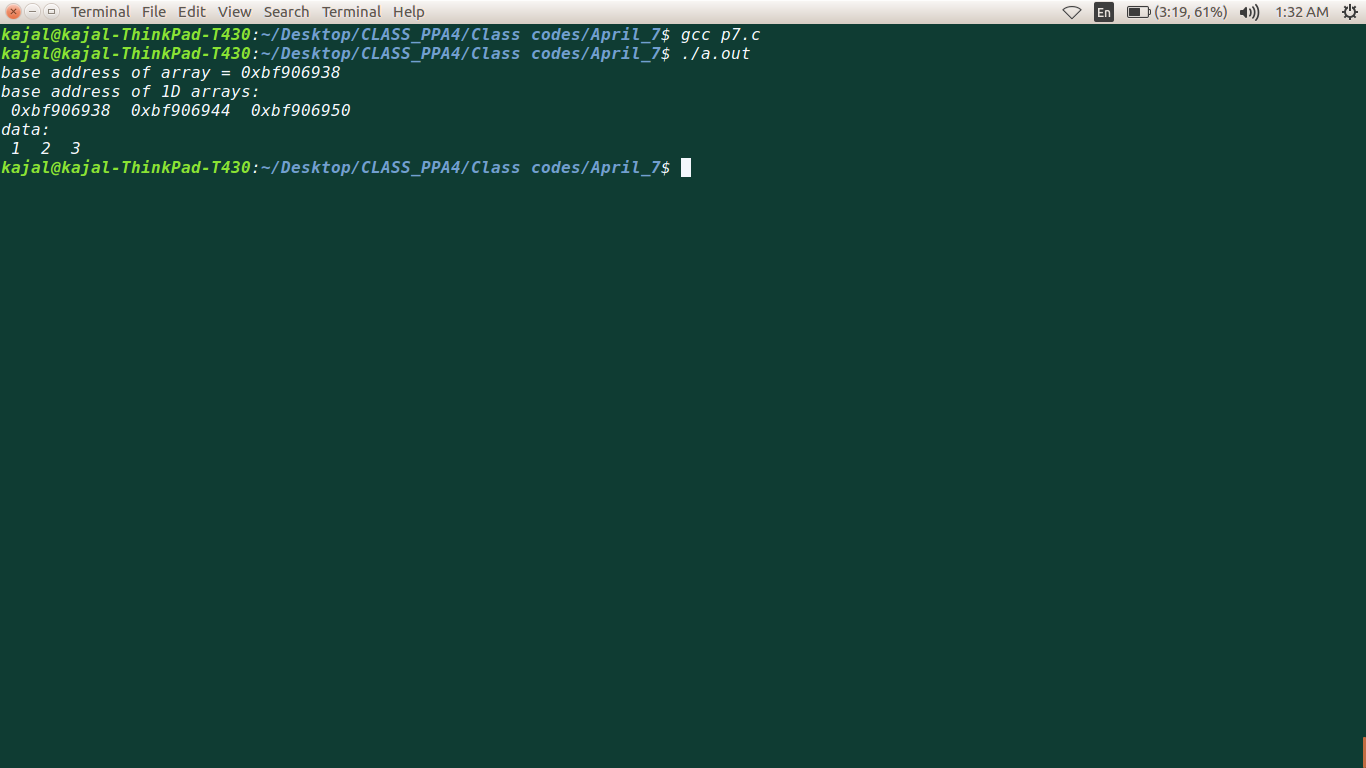 Terminal File Edit View Search Terminal Help En (3:19, 61%) 1:32 AM
kajal@kajal-ThinkPad-T430:~/Desktop/CLASS_PPA4/Class codes/April_7$ gcc p7.c
kajal@kajal-ThinkPad-T430:~/Desktop/CLASS_PPA4/Class codes/April_7$ ./a.out
base address of array = 0xbf906938
base address of 1D arrays:
 0xbf906938  0xbf906944  0xbf906950
data:
 1  2  3
kajal@kajal-ThinkPad-T430:~/Desktop/CLASS_PPA4/Class codes/April_7$